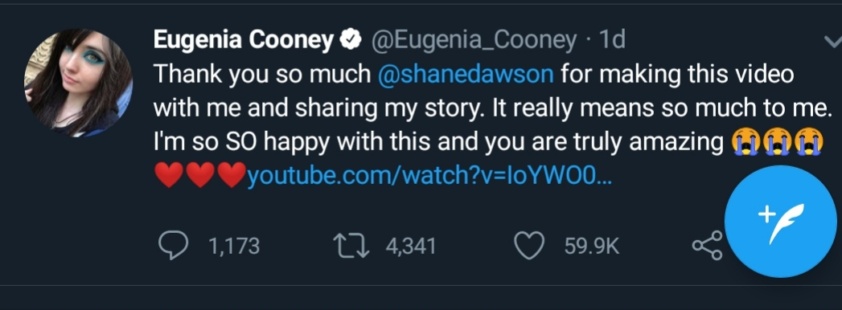 Eugenia Cooney @Eugenia_Cooney · 1d
Thank you so much @shanedawson for making this video
with me and sharing my story. It really means so much to me.
I'm so SO happy with this and you are truly amazing 😭😭😭
❤️❤️❤️youtube.com/watch?v=IoYWO0...
1,173 4,341 59.9K